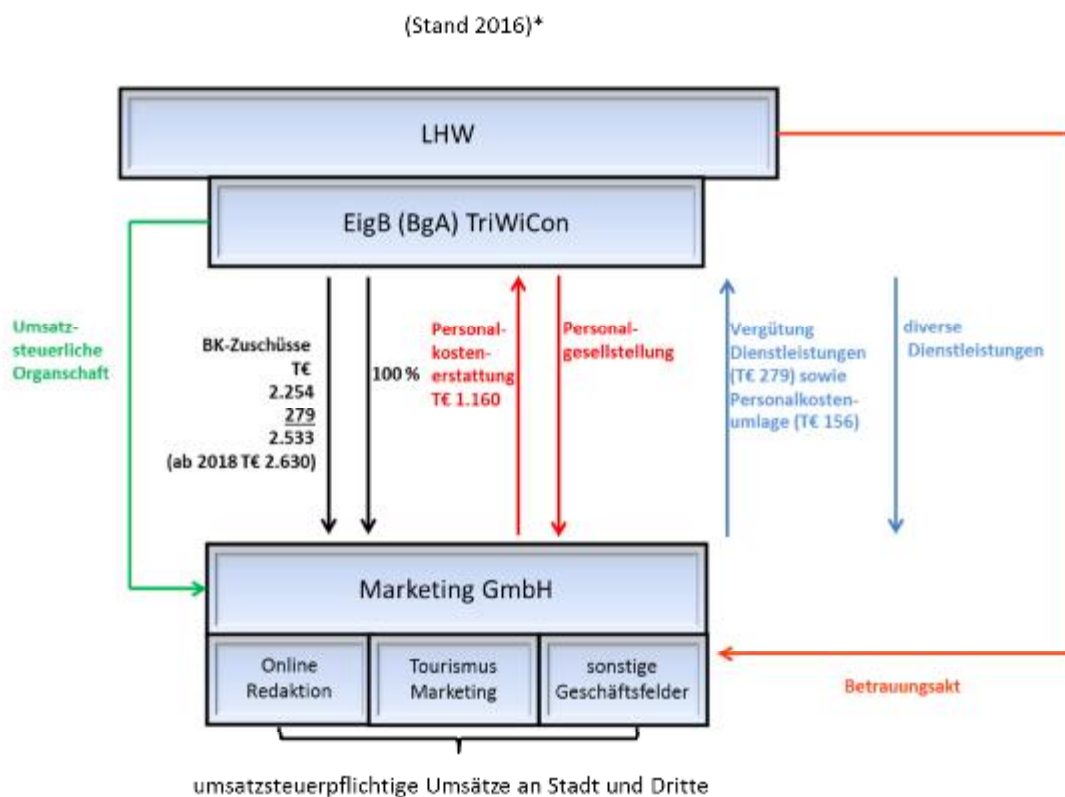 (Stand 2016)*
LHW
EigB (BgA) TriWiCon
Umsatz-
steuerliche
Organschaft
BK-Zuschüsse
T€
2.254
279
2.533
(ab 2018 T€ 2.630)
100 %
Personal-
kosten-
erstattung
T€ 1.160
Personal-
gesellstellung
Vergütung
Dienstleistungen
(T€ 279) sowie
Personalkosten-
umlage (T€ 156)
diverse
Dienstleistungen
Marketing GmbH
Online
Redaktion
Tourismus
Marketing
sonstige
Geschäftsfelder
Betrauungsakt
umsatzsteuerpflichtige Umsätze an Stadt und Dritte